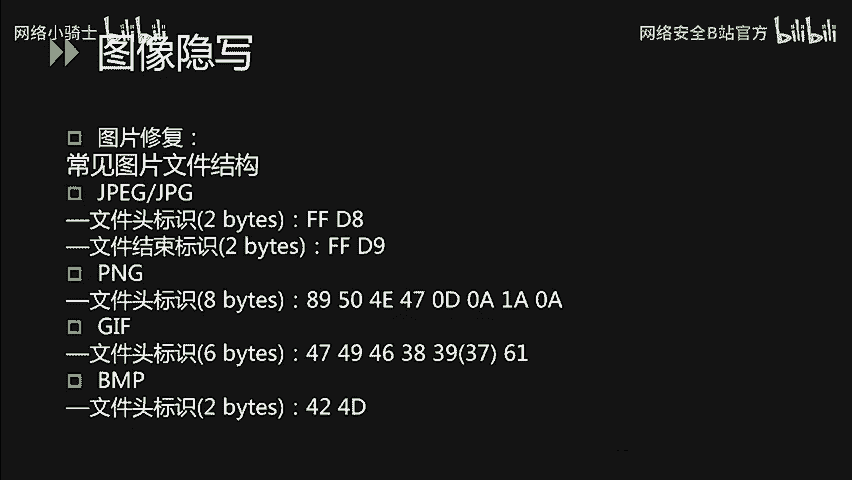 网络小骑士 bilibili
网络安全B站官方 bilibili
图像隐写
图片修复：
常见图片文件结构
JPEG/JPG
—文件头标识(2 bytes)：FF D8
—文件结束标识(2 bytes)：FF D9
PNG
—文件头标识(8 bytes)：89 50 4E 47 0D 0A 1A 0A
GIF
—文件头标识(6 bytes)：47 49 46 38 39(37) 61
BMP
—文件头标识(2 bytes)：42 4D